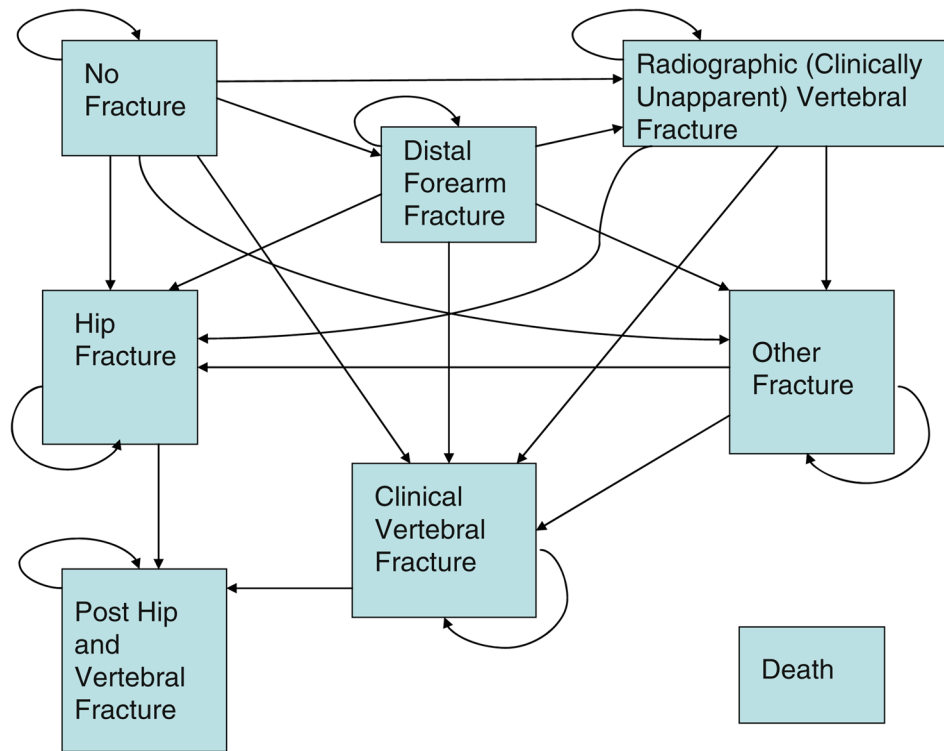 No
Fracture
Radiographic (Clinically
Unapparent) Vertebral
Fracture
Distal
Forearm
Fracture
Hip
Fracture
Other
Fracture
Clinical
Vertebral
Fracture
Post Hip
and
Vertebral
Fracture
Death